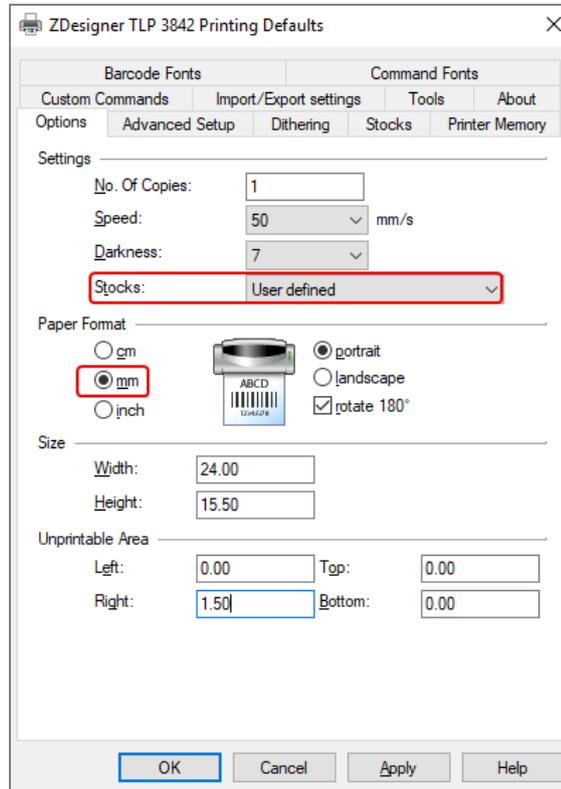 ZDesigner TLP 3842 Printing Defaults
Barcode Fonts Command Fonts
Custom Commands Import/Export settings Tools About
Options Advanced Setup Dithering Stocks Printer Memory
Settings
No. Of Copies: 1
Speed: 50 mm/s
Darkness: 7
Stocks: User defined
Paper Format
cm portrait
mm landscape
inch rotate 180°
ABCD
12345678
Size
Width: 24.00
Height: 15.50
Unprintable Area
Left: 0.00 Top: 0.00
Right: 1.50 Bottom: 0.00
OK Cancel Apply Help